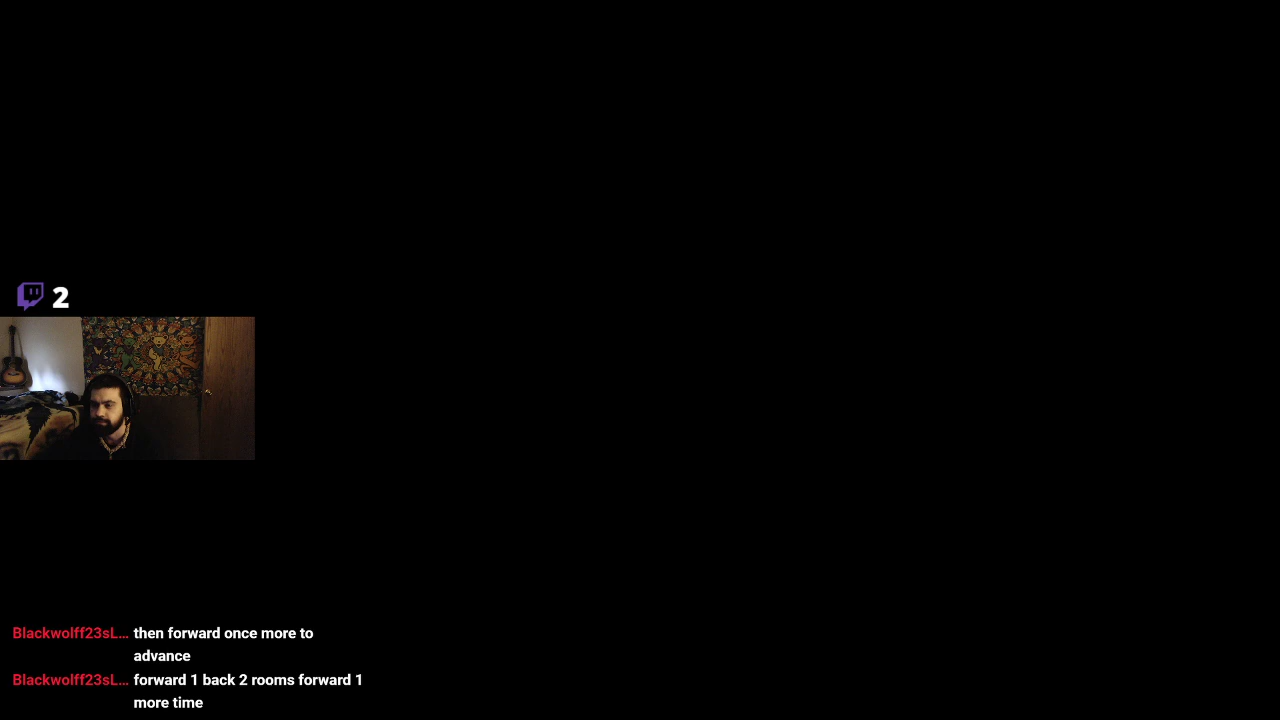 2
Blackwolff23sL... then forward once more to
advance
Blackwolff23sL... forward 1 back 2 rooms forward 1
more time